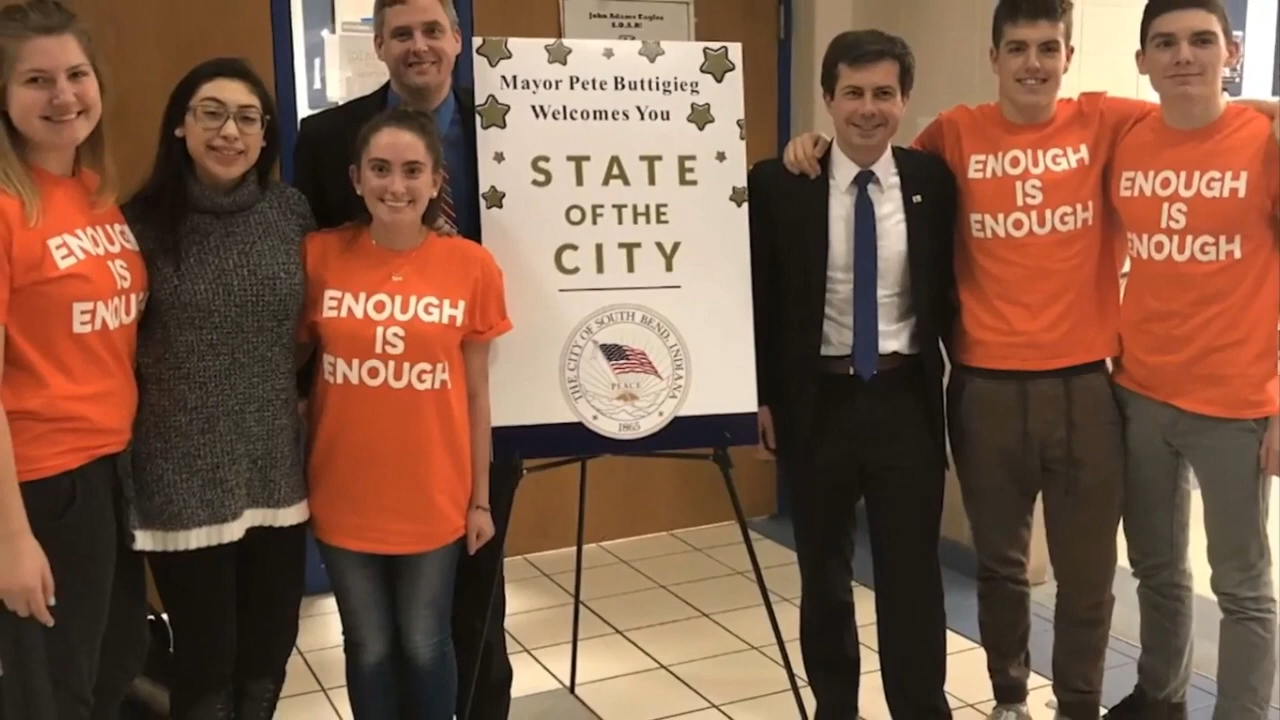 John Adams Eagles
S.O.A.R!
Mayor Pete Buttigieg
Welcomes You
STATE
OF THE
CITY
THE CITY OF SOUTH BEND, INDIANA
PEACE
1865
ENOUGH
IS
ENOUGH
ENOUGH
IS
ENOUGH
ENOUGH
IS
ENOUGH
ENOUGH
IS
ENOUGH